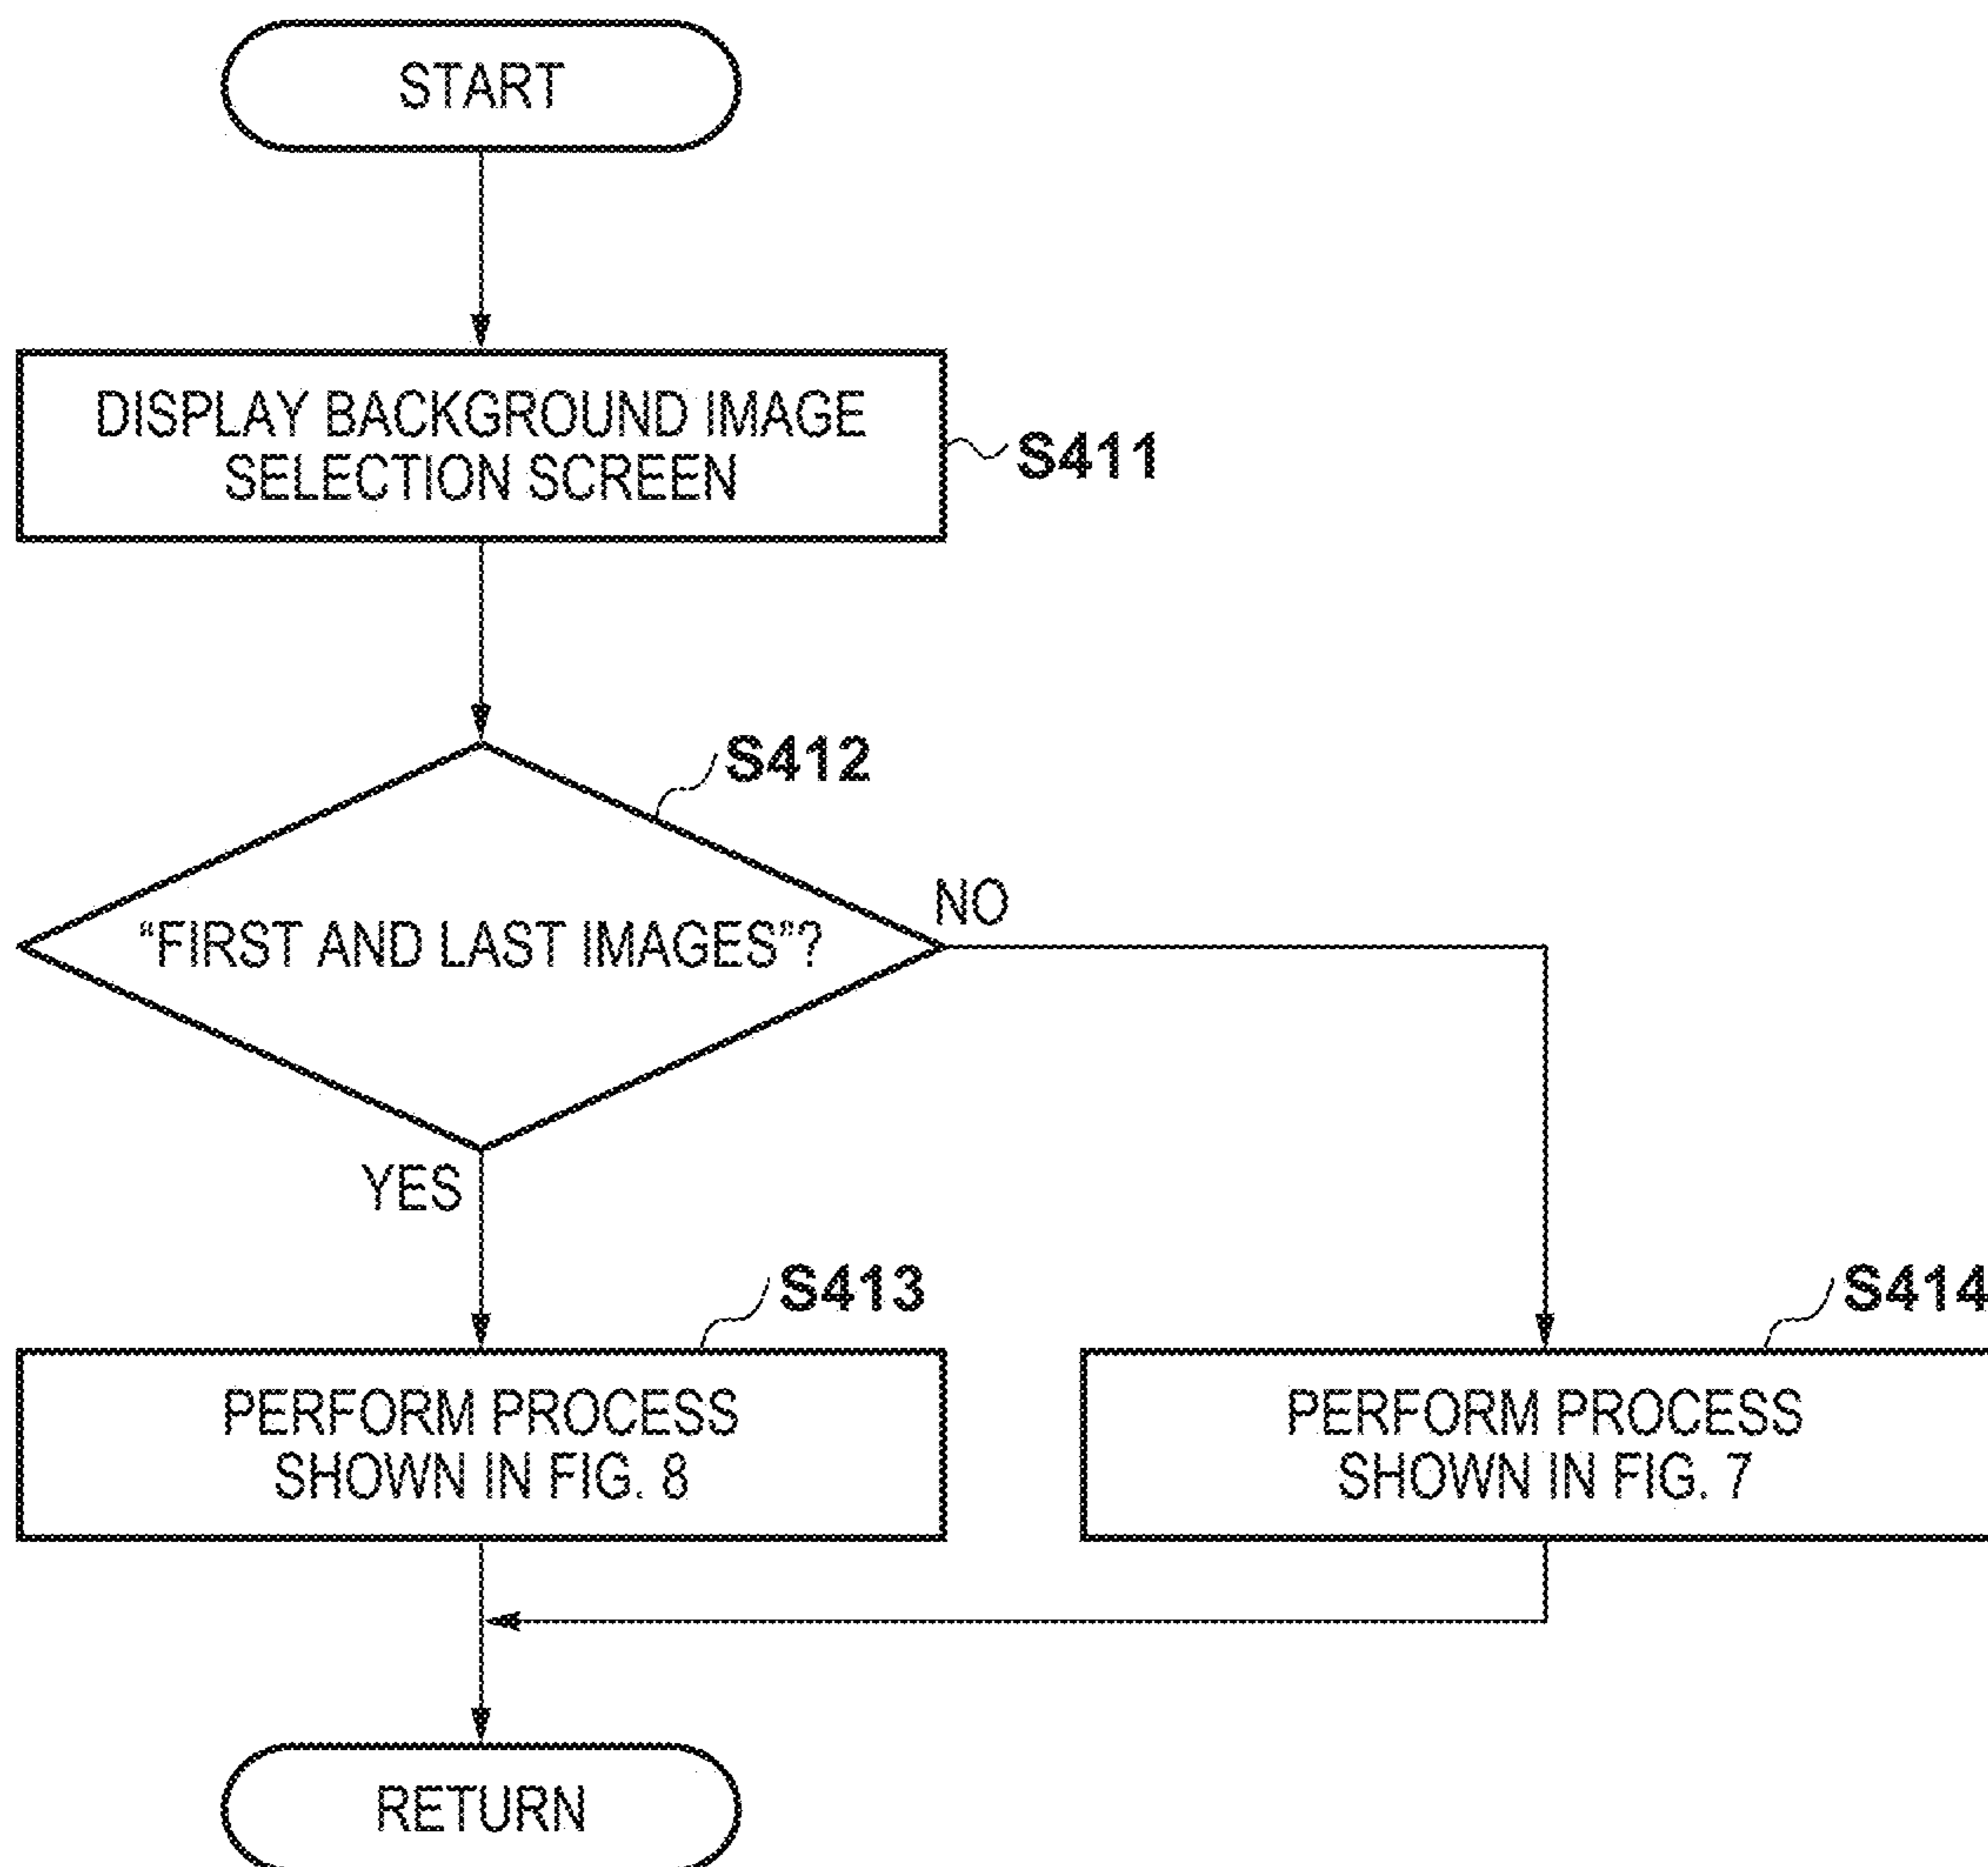 START
DISPLAY BACKGROUND IMAGE
SELECTION SCREEN
S411
S412
“FIRST AND LAST IMAGES”?
NO
YES
S413
PERFORM PROCESS
SHOWN IN FIG. 8
S414
PERFORM PROCESS
SHOWN IN FIG. 7
RETURN